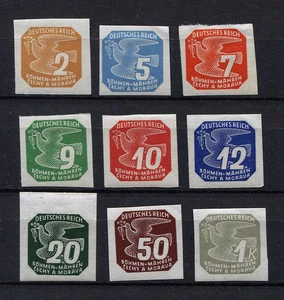 DEUTSCHES REICH
2
BÖHMEN-MÄHREN
ČECHY A MORAVA
DEUTSCHES REICH
5
BÖHMEN-MÄHREN
ČECHY A MORAVA
DEUTSCHES REICH
7
BÖHMEN-MÄHREN
ČECHY A MORAVA
DEUTSCHES REICH
9
BÖHMEN-MÄHREN
ČECHY A MORAVA
DEUTSCHES REICH
10
BÖHMEN-MÄHREN
ČECHY A MORAVA
DEUTSCHES REICH
12
BÖHMEN-MÄHREN
ČECHY A MORAVA
DEUTSCHES REICH
20
BÖHMEN-MÄHREN
ČECHY A MORAVA
DEUTSCHES REICH
50
BÖHMEN-MÄHREN
ČECHY A MORAVA
DEUTSCHES REICH
1K
BÖHMEN-MÄHREN
ČECHY A MORAVA